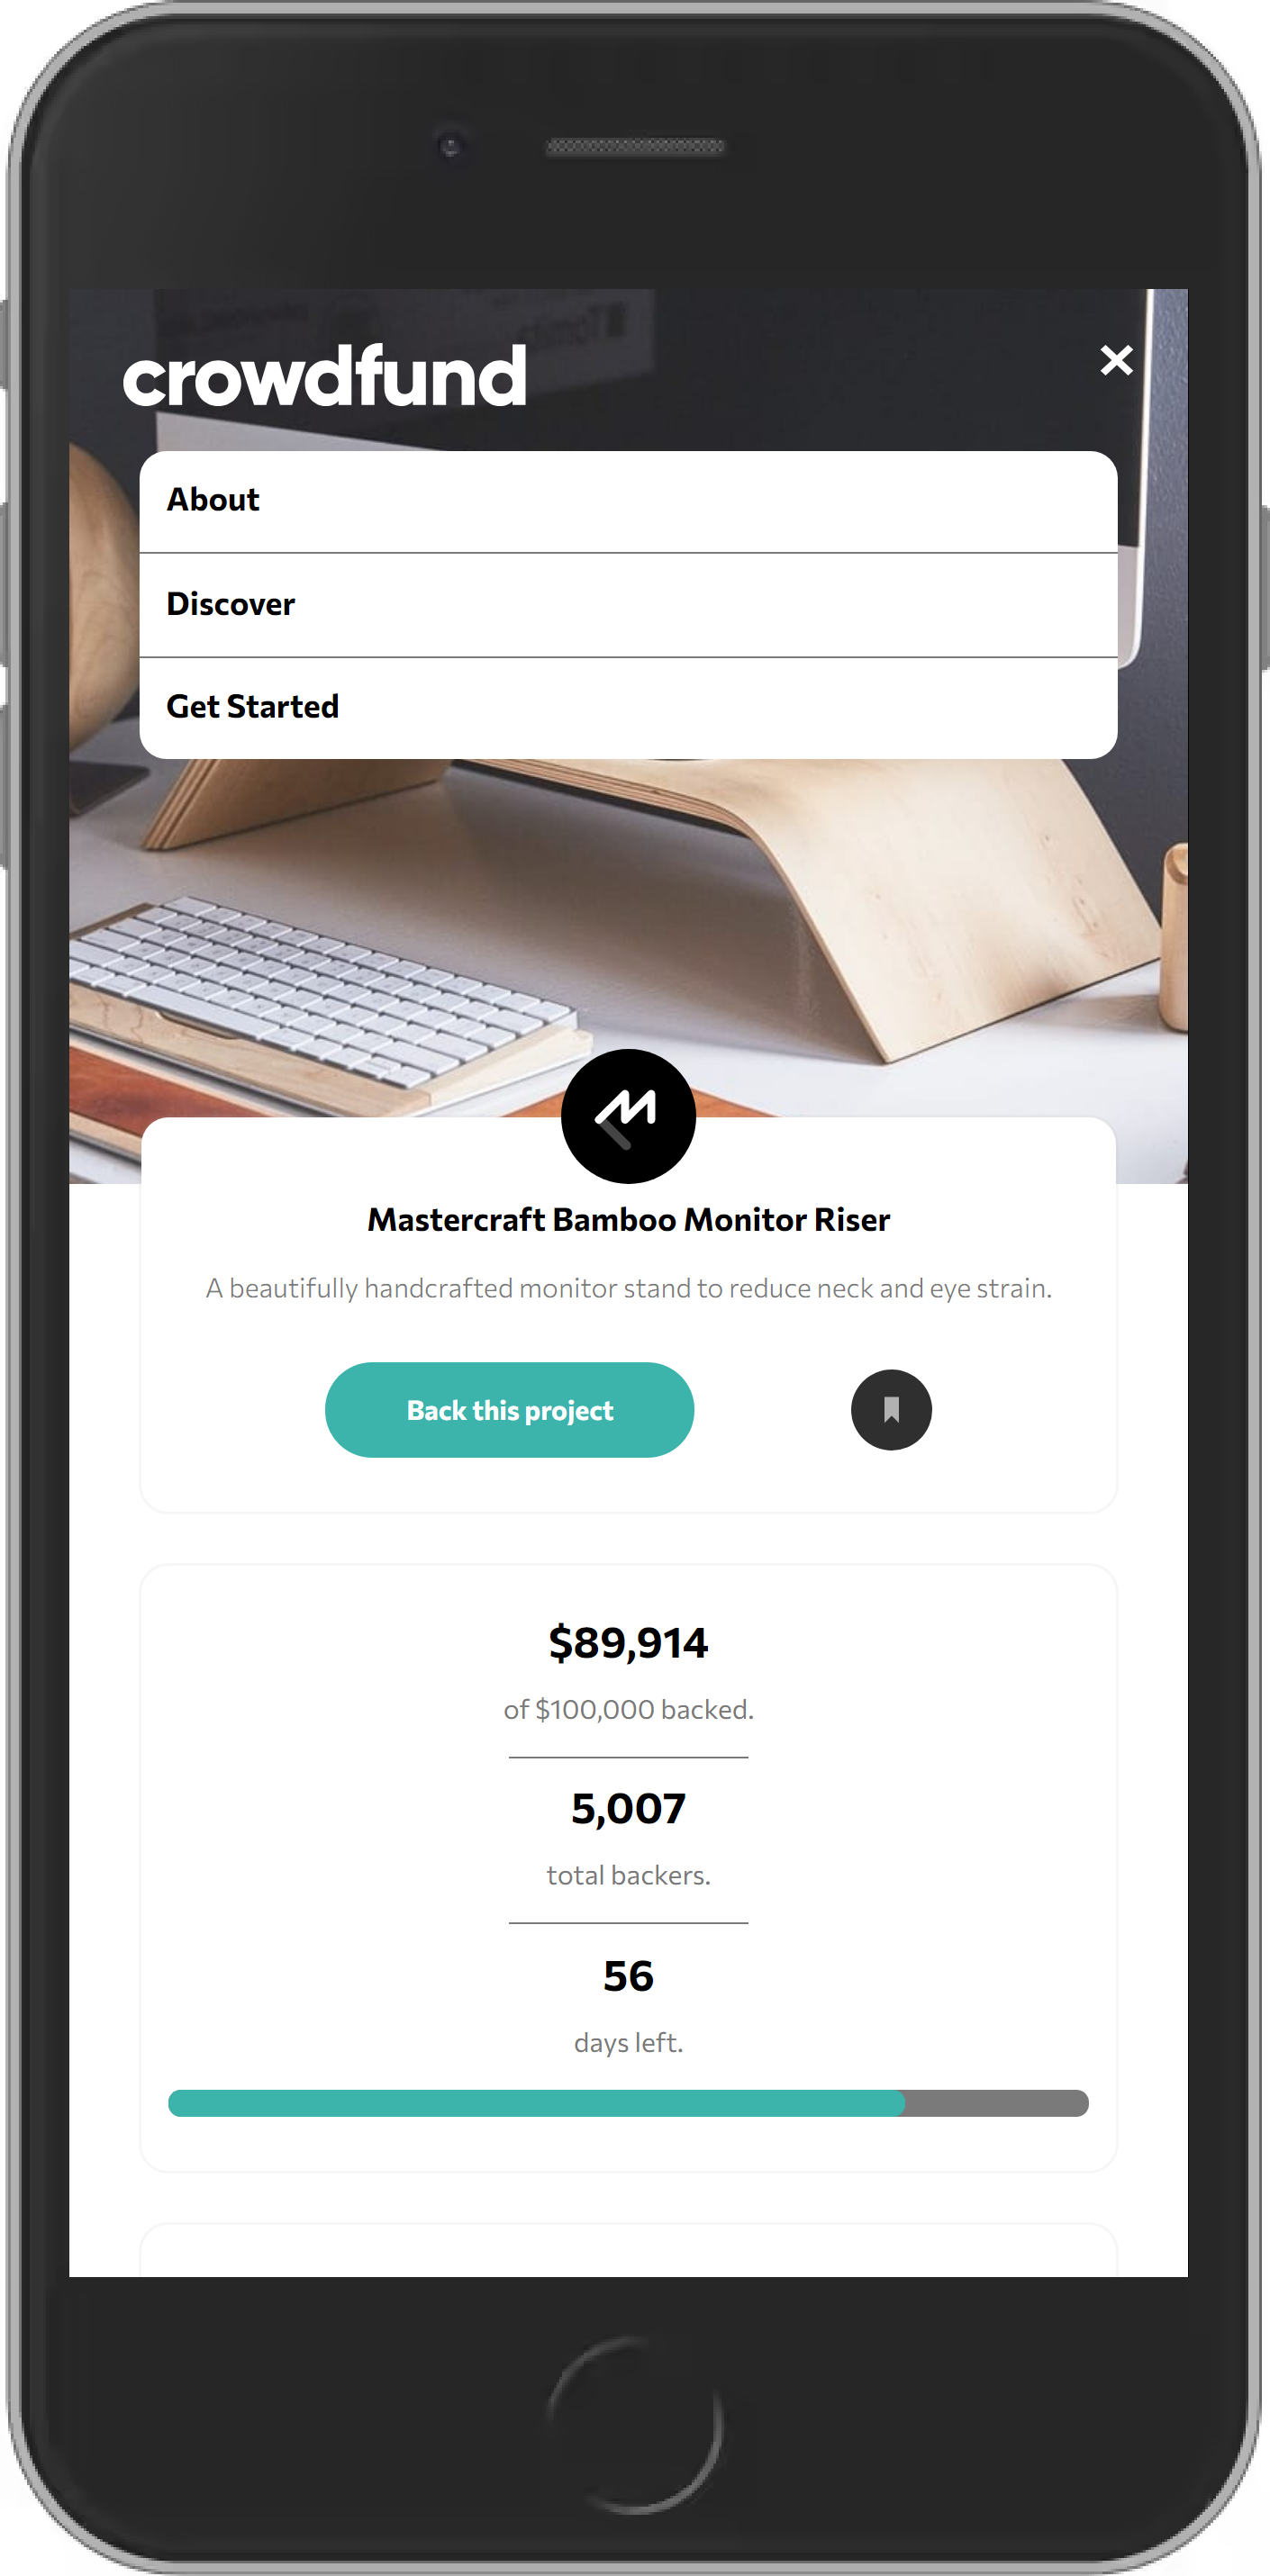 crowdfund
About
Discover
Get Started
Mastercraft Bamboo Monitor Riser
A beautifully handcrafted monitor stand to reduce neck and eye strain.
Back this project
$89,914
of $100,000 backed.
5,007
total backers.
56
days left.